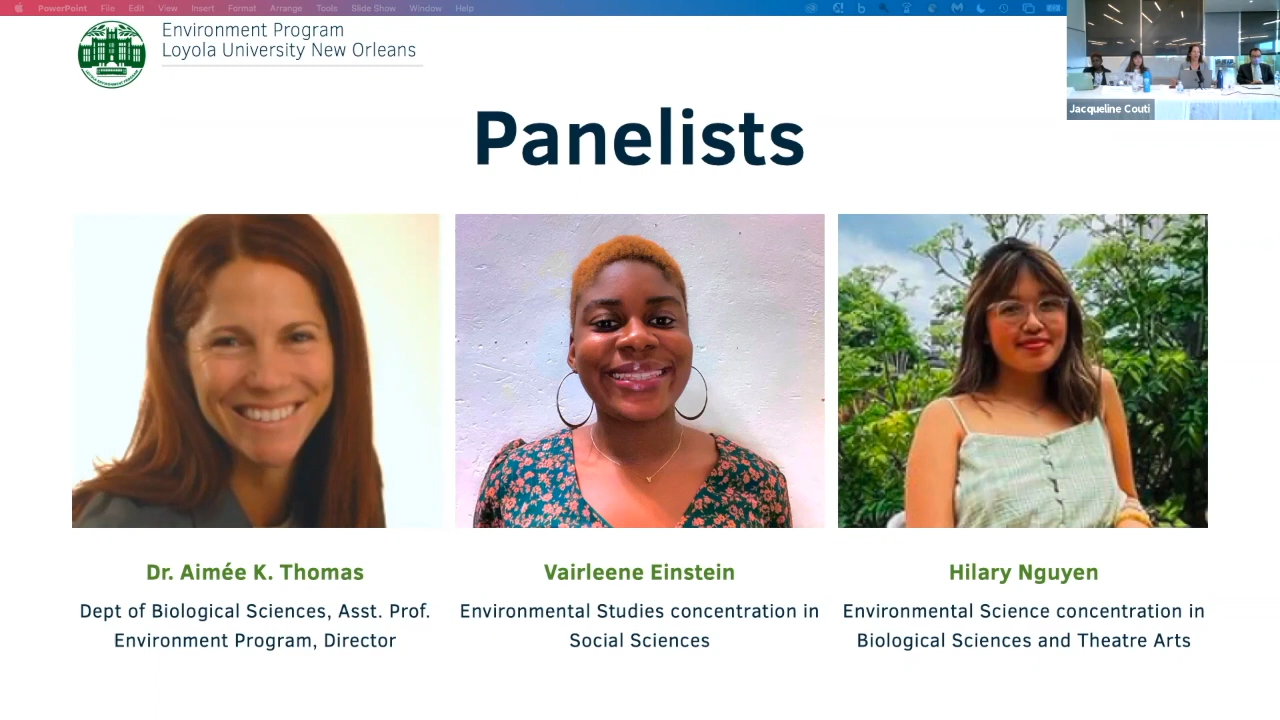 PowerPoint File Edit View Insert Format Arrange Tools Slide Show Window Help
Environment Program
Loyola University New Orleans
Jacqueline Couti
Panelists
Dr. Aimée K. Thomas
Dept of Biological Sciences, Asst. Prof.
Environment Program, Director
Vairleene Einstein
Environmental Studies concentration in
Social Sciences
Hilary Nguyen
Environmental Science concentration in
Biological Sciences and Theatre Arts